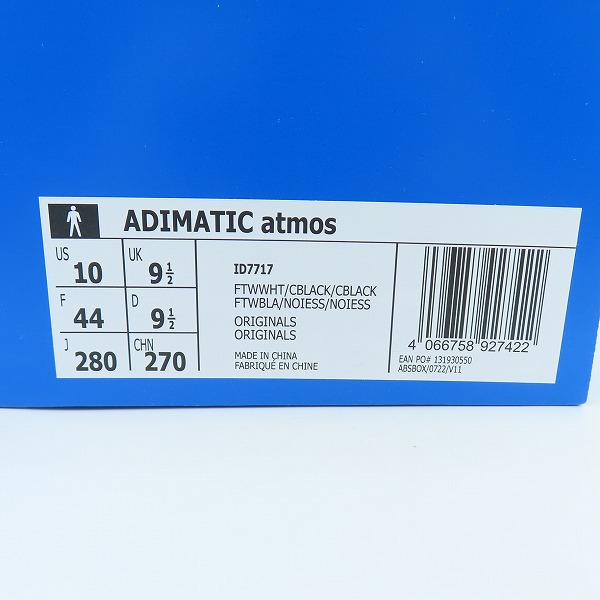 ADIMATIC atmos
US 10 UK 9 1/2
F 44 D 9 1/2
J 280 CHN 270
ID7717
FTWWHT/CBLACK/CBLACK
FTWBLA/NOIESS/NOIESS
ORIGINALS
ORIGINALS
MADE IN CHINA
FABRIQUÉ EN CHINE
4 066758 927422
EAN PO# 131930550
ABSBOX/0722/V11